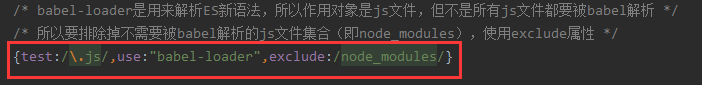 /* babel-loader是用来解析ES新语法，所以作用对象是js文件，但不是所有js文件都要被babel解析 */
/* 所以要排除掉不需要被babel解析的js文件集合（即node_modules），使用exclude属性 */
{test:/\.js/,use:"babel-loader",exclude:/node_modules/}